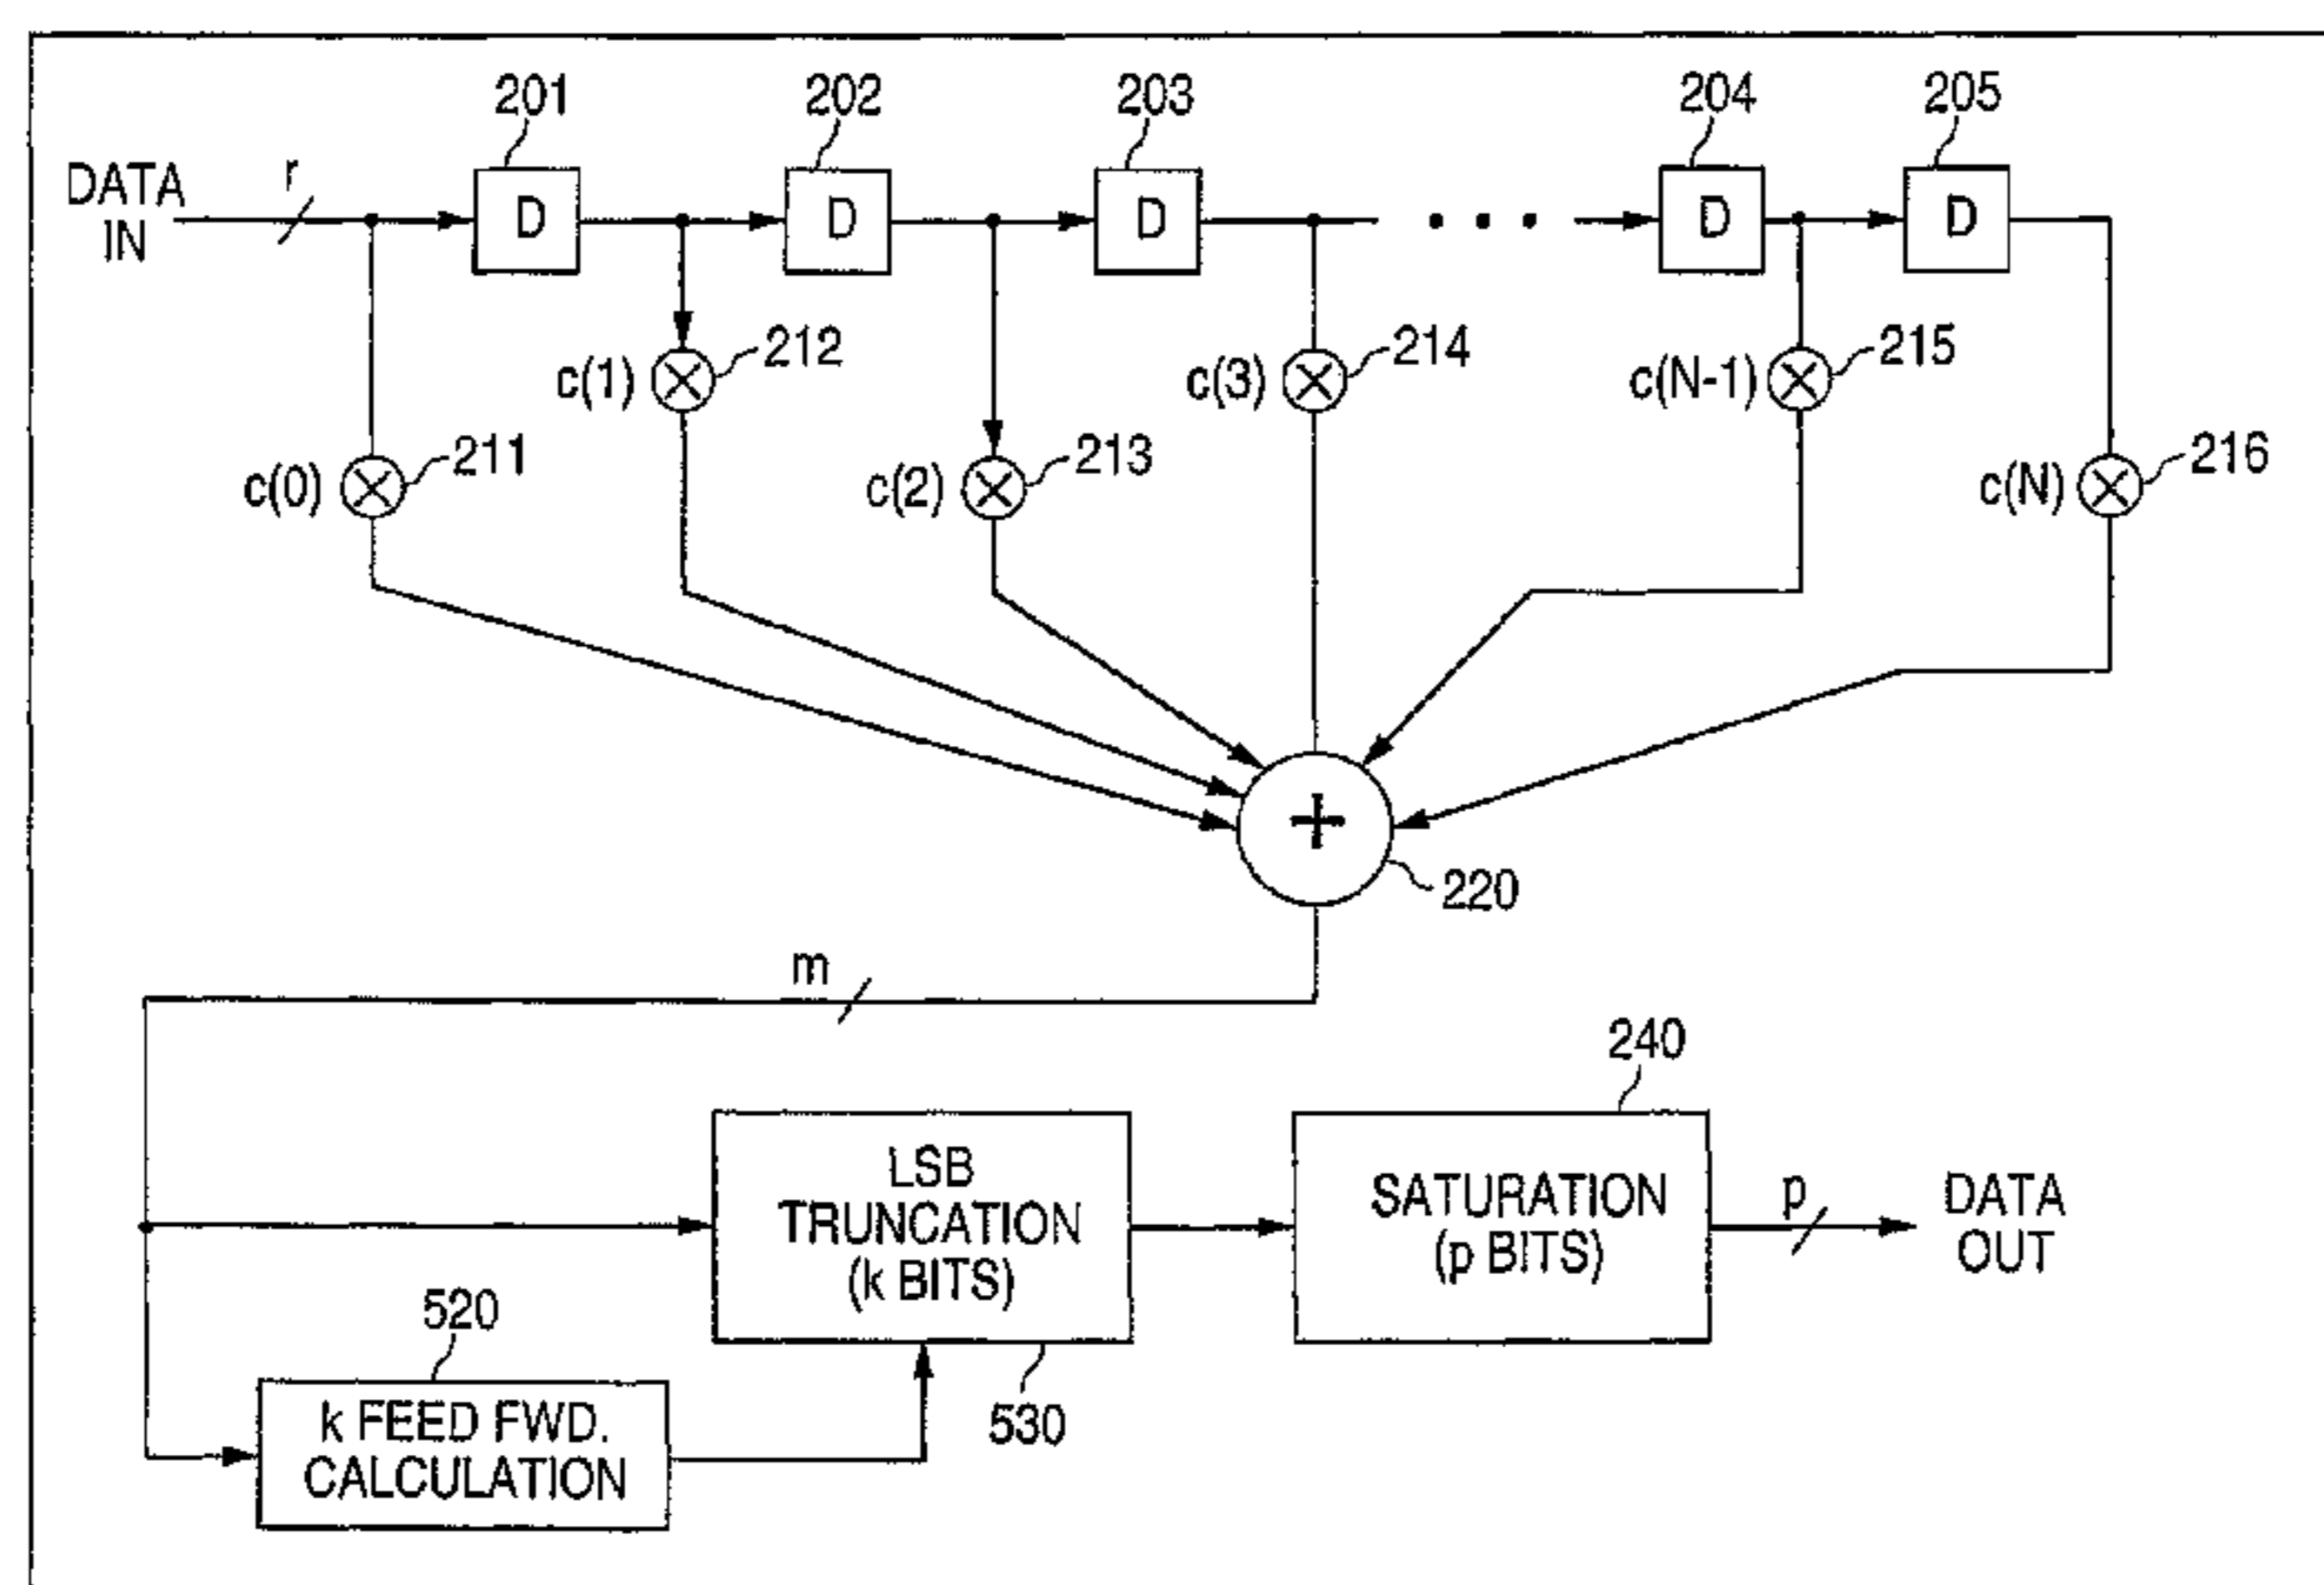 201
202
203
204
205
DATA
IN
r
D
D
D
D
D
c(1)
212
c(3)
214
c(N-1)
215
c(0)
211
c(2)
213
c(N)
216
+
220
m
240
LSB
TRUNCATION
(k BITS)
SATURATION
(p BITS)
p
DATA
OUT
520
530
k FEED FWD.
CALCULATION